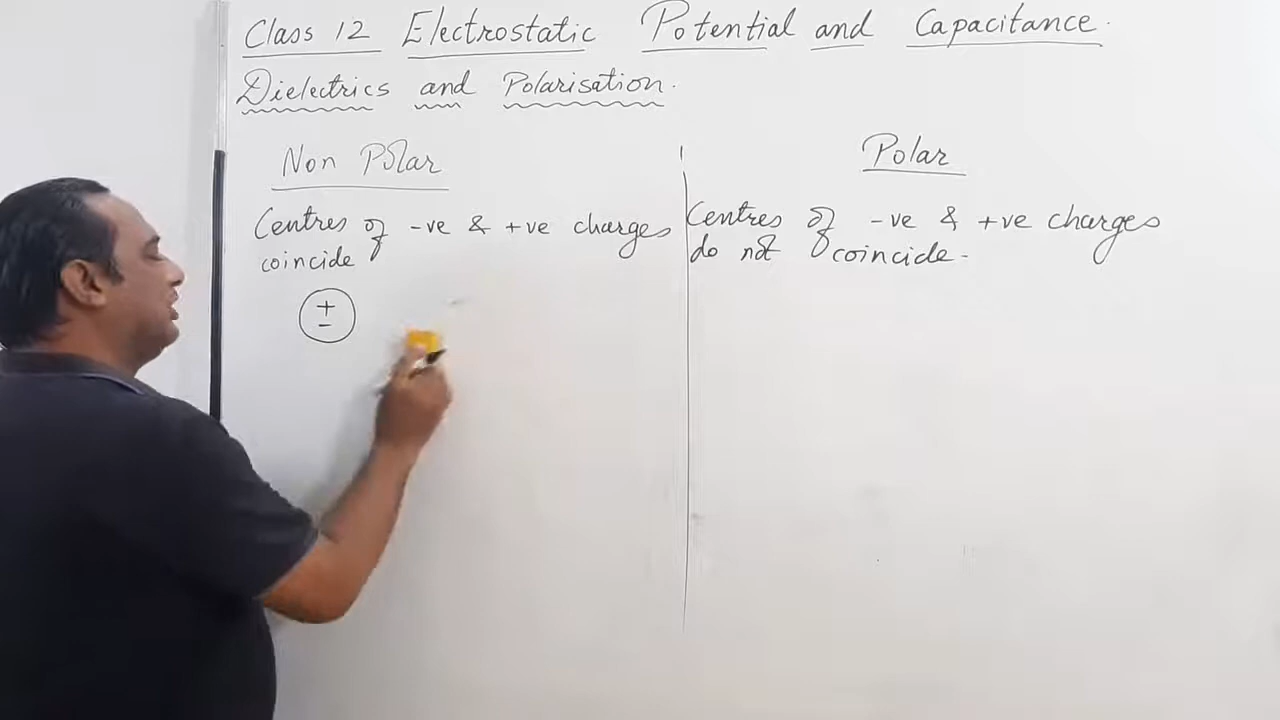 Class 12 Electrostatic Potential and Capacitance.
Dielectrics and Polarisation.
Non Polar
Centres of -ve & +ve charges
coincide
+
-
Polar
Centres of -ve & +ve charges
do not coincide.